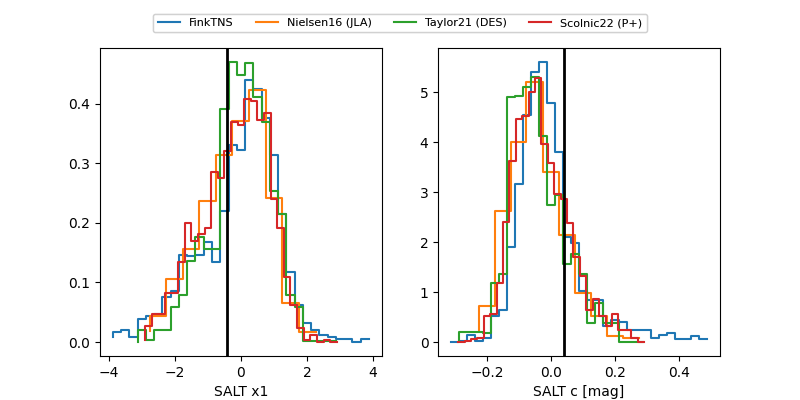 FinkTNS Nielsen16 (JLA) Taylor21 (DES) Scolnic22 (P+)
0.4
0.3
0.2
0.1
0.0
−4 −2 0 2 4
SALT x1
5
4
3
2
1
0
−0.2 0.0 0.2 0.4
SALT c [mag]